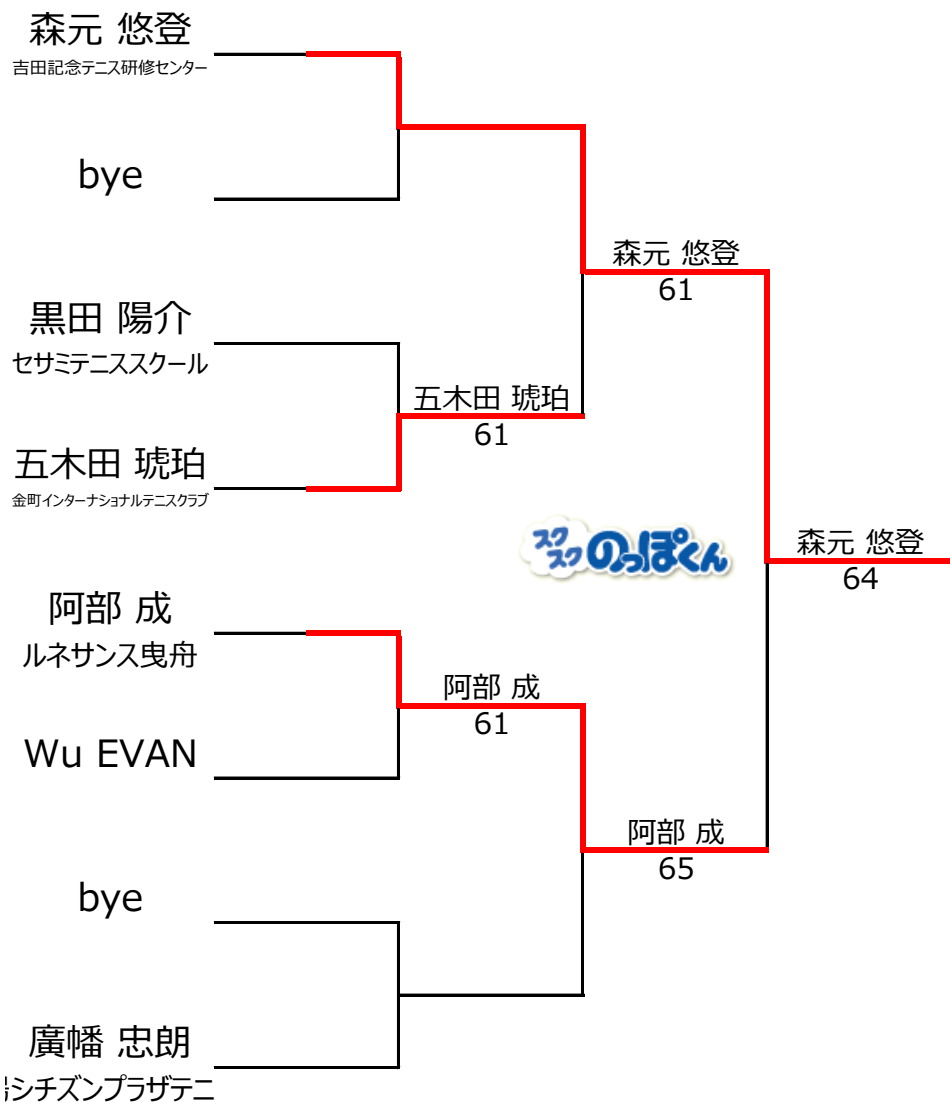 森元 悠登
吉田記念テニス研修センター
bye
森元 悠登
61
黒田 陽介
セサミテニススクール
五木田 琥珀
61
五木田 琥珀
金町インターナショナルテニスクラブ
スクスクのっぽくん
森元 悠登
64
阿部 成
ルネサンス曳舟
阿部 成
61
Wu EVAN
阿部 成
65
bye
廣幡 忠朗
シチズンプラザテニ